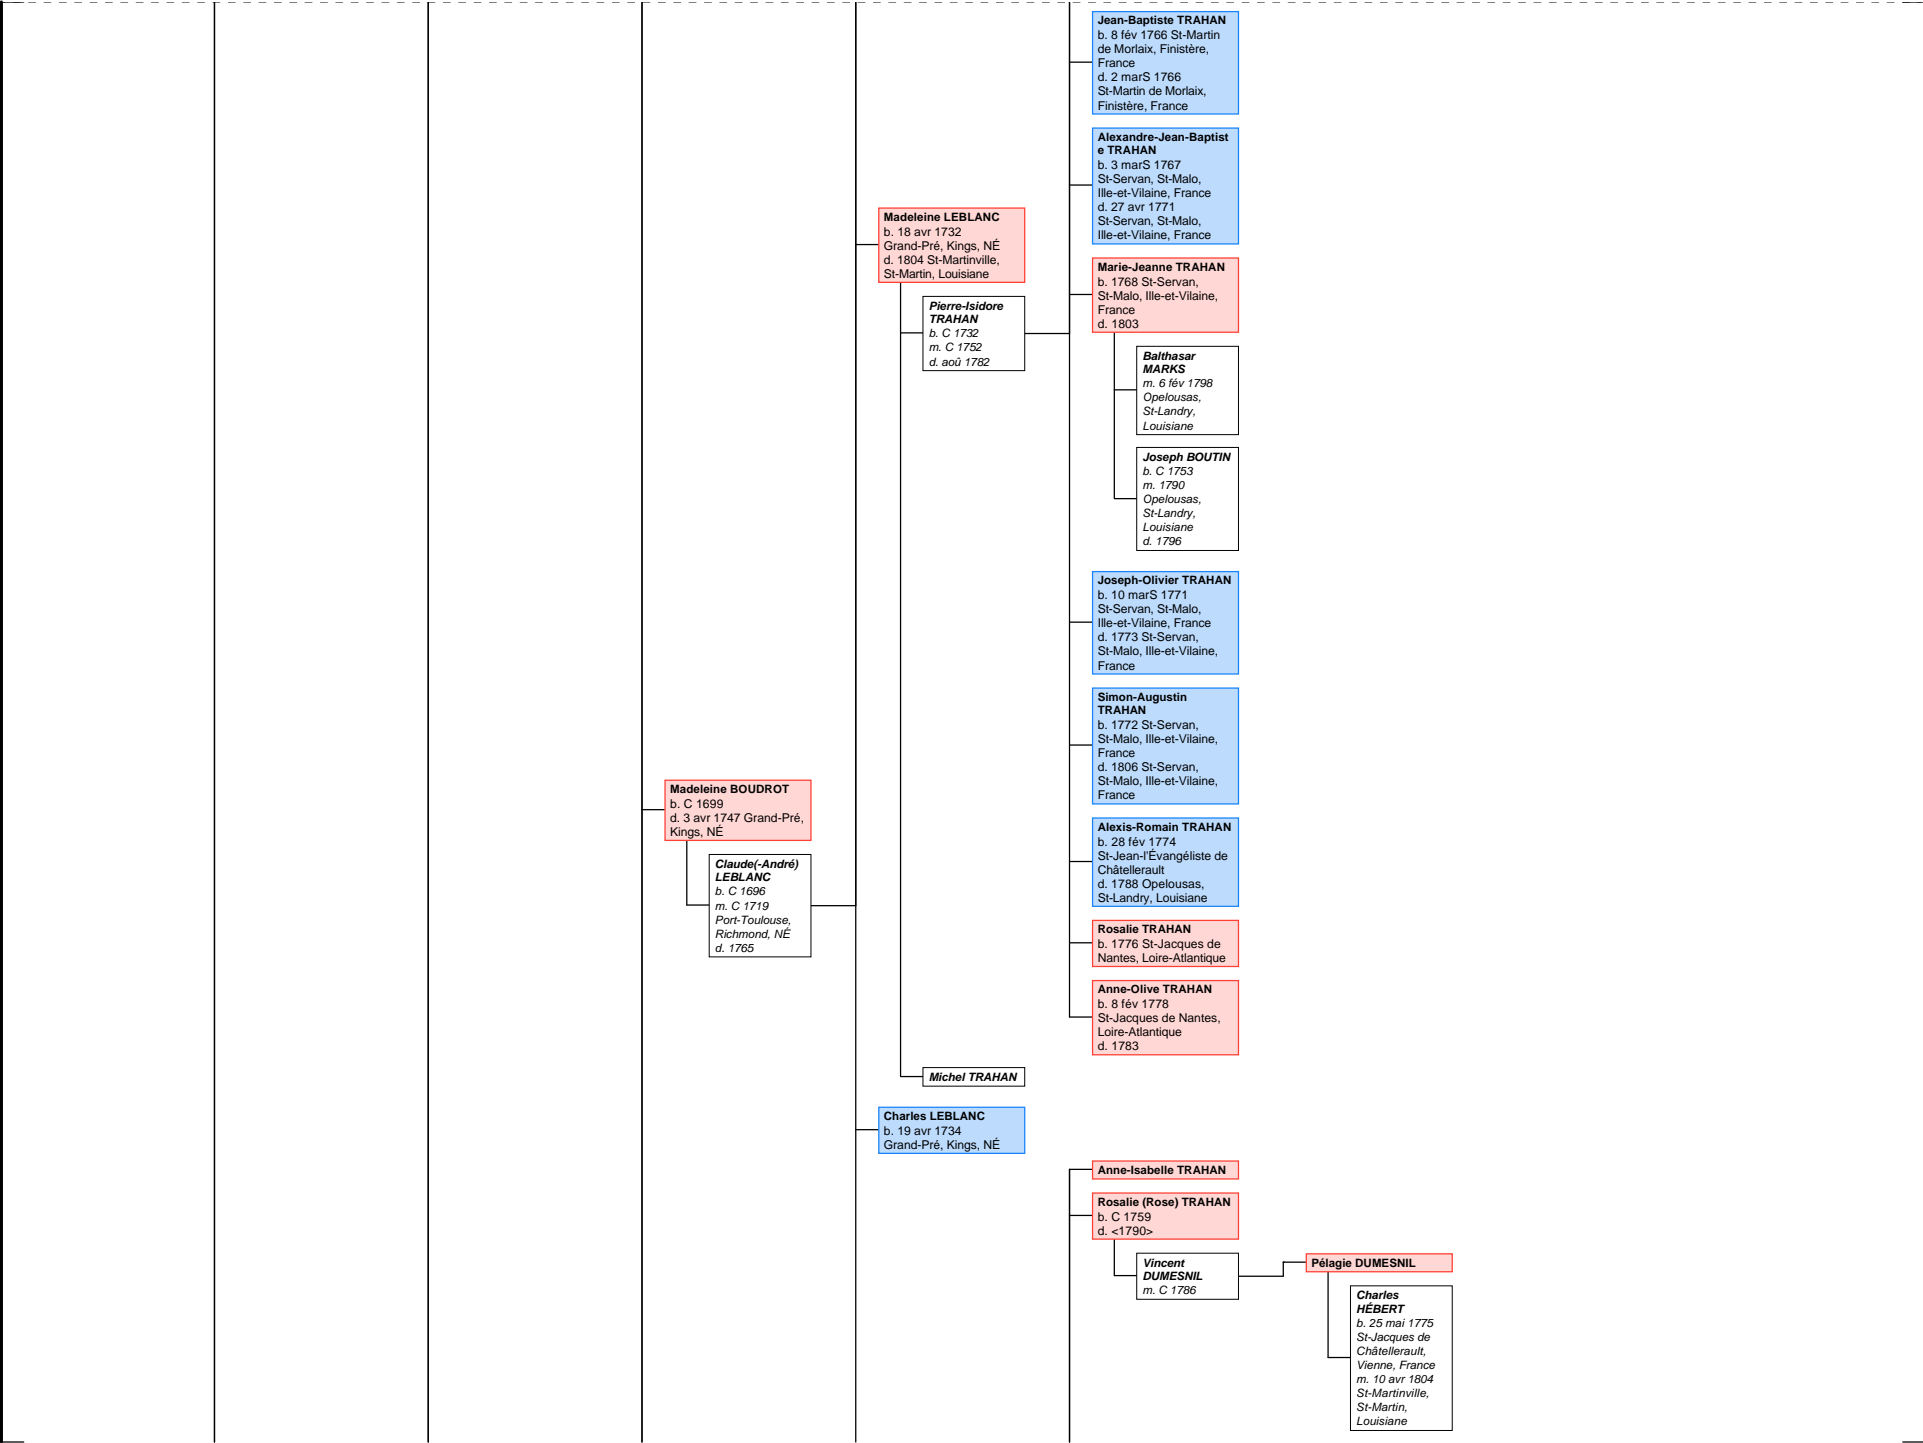 Jean-Baptiste TRAHAN
b. 8 fév 1766 St-Martin
de Morlaix, Finistère,
France
d. 2 marS 1766
St-Martin de Morlaix,
Finistère, France
Alexandre-Jean-Baptist
e TRAHAN
b. 3 marS 1767
St-Servan, St-Malo,
Ille-et-Vilaine, France
d. 27 avr 1771
St-Servan, St-Malo,
Ille-et-Vilaine, France
Madeleine LEBLANC
b. 18 avr 1732
Grand-Pré, Kings, NÉ
d. 1804 St-Martinville,
St-Martin, Louisiane
Marie-Jeanne TRAHAN
b. 1768 St-Servan,
St-Malo, Ille-et-Vilaine,
France
d. 1803
Pierre-Isidore
TRAHAN
b. C 1732
m. C 1752
d. aoû 1782
Balthasar
MARKS
m. 6 fév 1798
Opelousas,
St-Landry,
Louisiane
Joseph BOUTIN
b. C 1753
m. 1790
Opelousas,
St-Landry,
Louisiane
d. 1796
Joseph-Olivier TRAHAN
b. 10 marS 1771
St-Servan, St-Malo,
Ille-et-Vilaine, France
d. 1773 St-Servan,
St-Malo, Ille-et-Vilaine,
France
Simon-Augustin
TRAHAN
b. 1772 St-Servan,
St-Malo, Ille-et-Vilaine,
France
d. 1806 St-Servan,
St-Malo, Ille-et-Vilaine,
France
Madeleine BOUDROT
b. C 1699
d. 3 avr 1747 Grand-Pré,
Kings, NÉ
Claude(-André)
LEBLANC
b. C 1696
m. C 1719
Port-Toulouse,
Richmond, NÉ
d. 1765
Alexis-Romain TRAHAN
b. 28 fév 1774
St-Jean-l'Évangéliste de
Châtellerault
d. 1788 Opelousas,
St-Landry, Louisiane
Rosalie TRAHAN
b. 1776 St-Jacques de
Nantes, Loire-Atlantique
Anne-Olive TRAHAN
b. 8 fév 1778
St-Jacques de Nantes,
Loire-Atlantique
d. 1783
Michel TRAHAN
Charles LEBLANC
b. 19 avr 1734
Grand-Pré, Kings, NÉ
Anne-Isabelle TRAHAN
Rosalie (Rose) TRAHAN
b. C 1759
d. <1790>
Vincent
DUMESNIL
m. C 1786
Pélagie DUMESNIL
Charles
HÉBERT
b. 25 mai 1775
St-Jacques de
Châtellerault,
Vienne, France
m. 10 avr 1804
St-Martinville,
St-Martin,
Louisiane